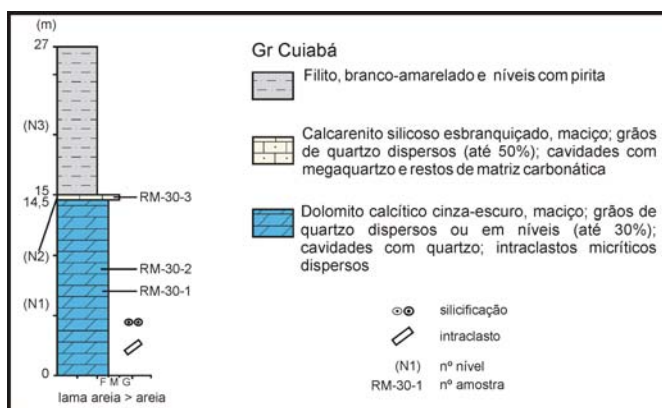 (m)
27
(N3)
15
14,5
(N2)
(N1)
0
F M G
lama areia > areia
RM-30-3
RM-30-2
RM-30-1
Gr Cuiabá
Filito, branco-amarelado e níveis com pirita
Calcarenito silicoso esbranquiçado, maciço; grãos
de quartzo dispersos (até 50%); cavidades com
megaquartzo e restos de matriz carbonática
Dolomito calcítico cinza-escuro, maciço; grãos de
quartzo dispersos ou em níveis (até 30%);
cavidades com quartzo; intraclastos micríticos
dispersos
silicificação
intraclasto
(N1) nº nível
RM-30-1 nº amostra